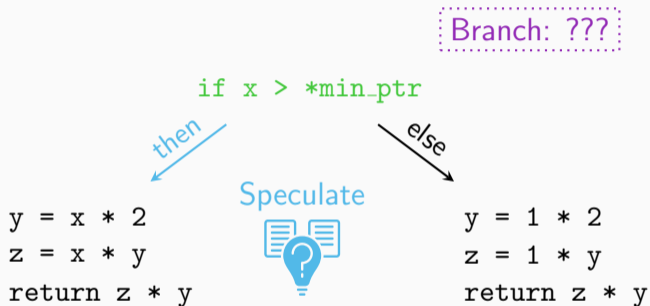 Branch: ???
if x > *min_ptr
then
else
Speculate
?
y = x * 2
z = x * y
return z * y
y = 1 * 2
z = 1 * y
return z * y